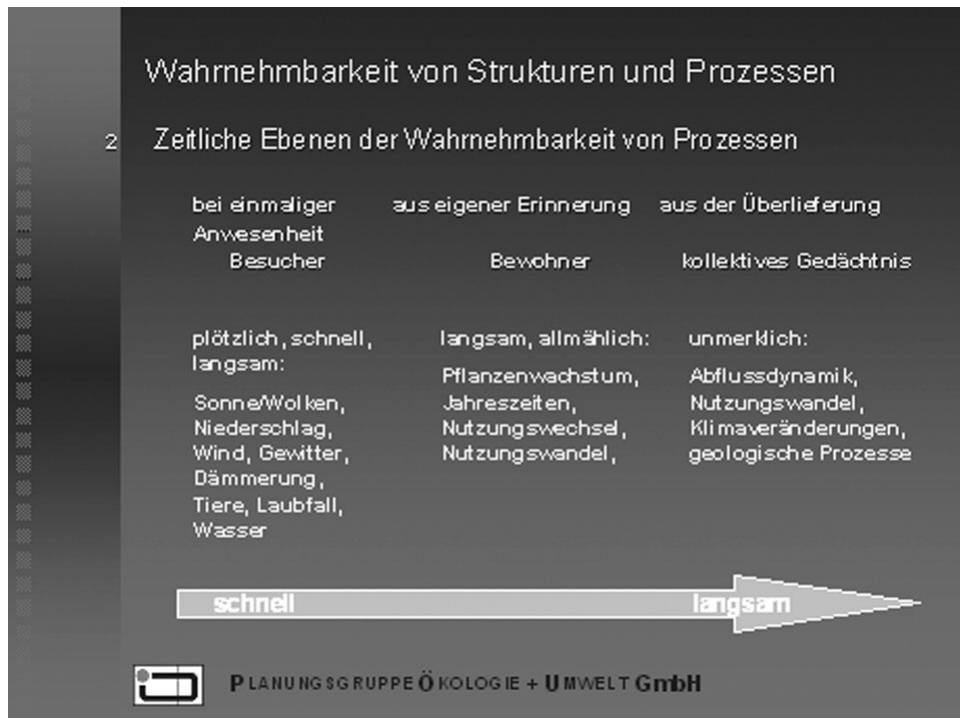 Wahrnehmbarkeit von Strukturen und Prozessen
2 Zeitliche Ebenen der Wahrnehmbarkeit von Prozessen
bei einmaliger Anwesenheit
Besucher
aus eigener Erinnerung
Bewohner
aus der Überlieferung
kollektives Gedächtnis
plötzlich, schnell,
langsam:
Sonne/Wolken,
Niederschlag,
Wind, Gewitter,
Dämmerung,
Tiere, Laubfall,
Wasser
langsam, allmählich:
Pflanzenwachstum,
Jahreszeiten,
Nutzungswechsel,
Nutzungswandel,
unmerklich:
Abflussdynamik,
Nutzungswandel,
Klimaveränderungen,
geologische Prozesse
schnell langsam
PLANUNGSGRUPPE ÖKOLOGIE + UMWELT GmbH